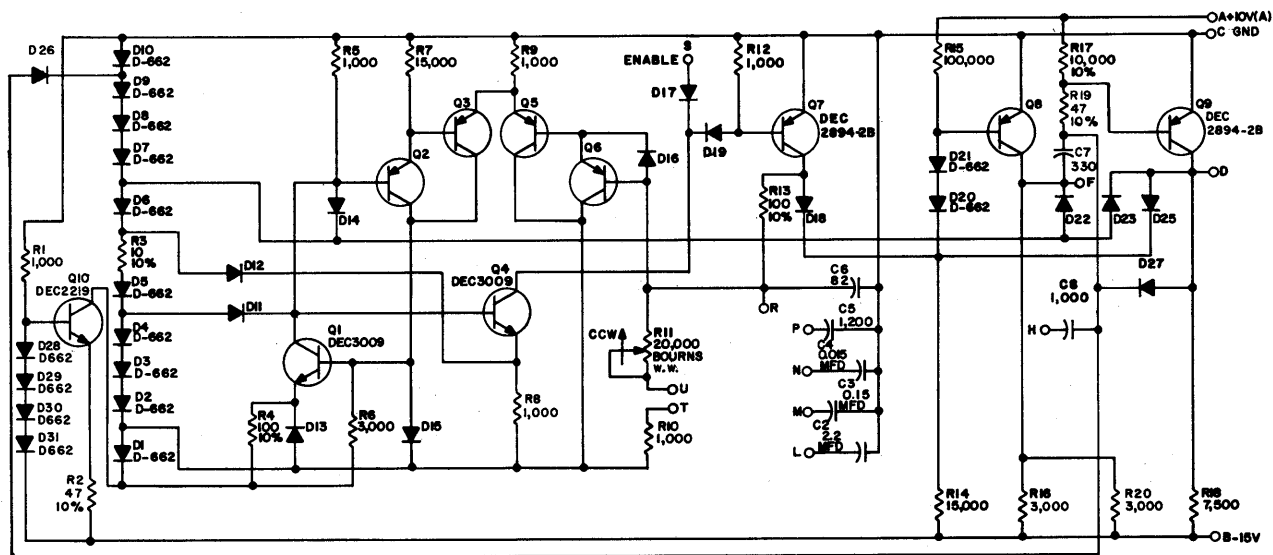 D26
D10
D-662
D9
D-662
D8
D-662
D7
D-662
D6
D-662
R3
10
10%
D5
D-662
D4
D-662
D3
D-662
D2
D-662
D1
D-662
R1
1,000
Q10
DEC2219
D28
D662
D29
D662
D30
D662
D31
D662
R2
47
10%
R5
1,000
R7
15,000
R9
1,000
Q2
Q3
Q5
Q6
D14
D12
D11
Q1
DEC3009
R4
100
10%
D13
R6
3,000
D15
Q4
DEC3009
R8
1,000
D16
S
ENABLE
D17
D19
R12
1,000
Q7
DEC
2894-2B
R13
100
10%
D18
CCW
R11
20,000
BOURNS
W.W.
U
T
R10
1,000
R
C6
82
C5
1,200
P
C4
0.015
MFD
N
C3
0.15
MFD
M
C2
2.2
MFD
L
R15
100,000
D21
D-662
D20
D-662
R14
15,000
Q8
R16
3,000
R20
3,000
A+10V(A)
C GND
R17
10,000
10%
R19
47
10%
C7
330
F
D22
D23
D25
Q9
DEC
2894-2B
D
D27
C8
1,000
H
R18
7,500
B-15V